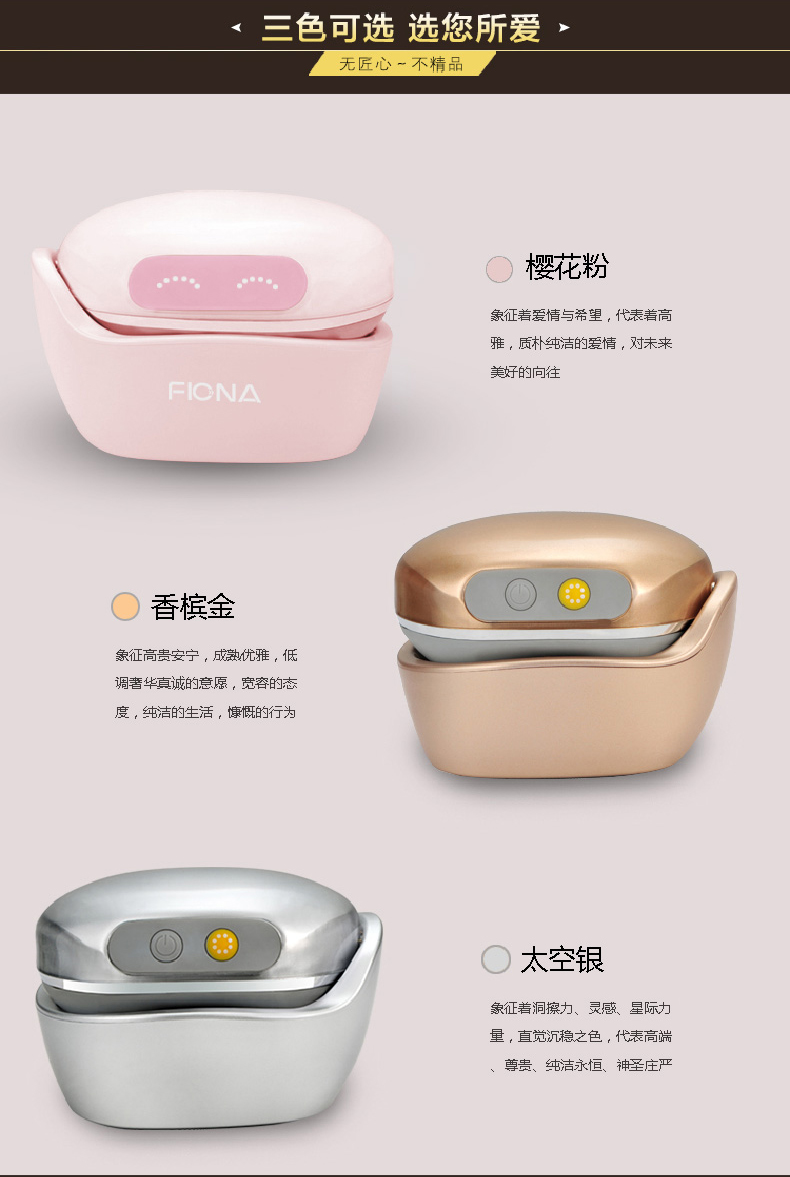 三色可选 选您所爱
无匠心~不精品
樱花粉
象征着爱情与希望，代表着高
雅，质朴纯洁的爱情，对未来
美好的向往
FIONA
香槟金
象征高贵安宁，成熟优雅，低
调奢华真诚的意愿，宽容的态
度，纯洁的生活，慷慨的行为
太空银
象征着洞擦力、灵感、星际力
量，直觉沉稳之色，代表高端
、尊贵、纯洁永恒、神圣庄严